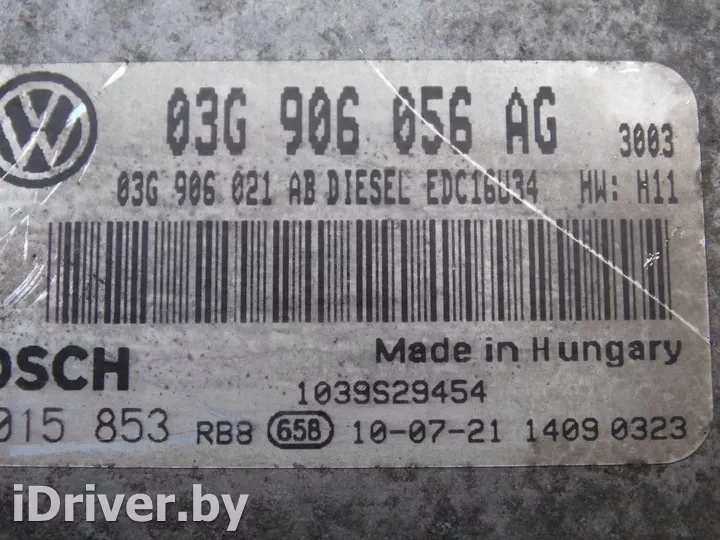 03G 906 056 AG 3003
03G 906 021 AB DIESEL EDC16U34 HW: H11
Made in Hungary
OSCH
1039S29454
015 853 RB8 65B 10-07-21 1409 0323
iDriver.by